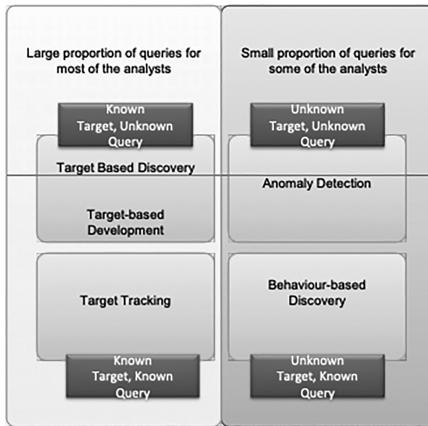 Large proportion of queries for
most of the analysts
Known
Target, Unknown
Query
Target Based Discovery
Target-based
Development
Target Tracking
Known
Target, Known
Query
Small proportion of queries for
some of the analysts
Unknown
Target, Unknown
Query
Anomaly Detection
Behaviour-based
Discovery
Unknown
Target, Known
Query